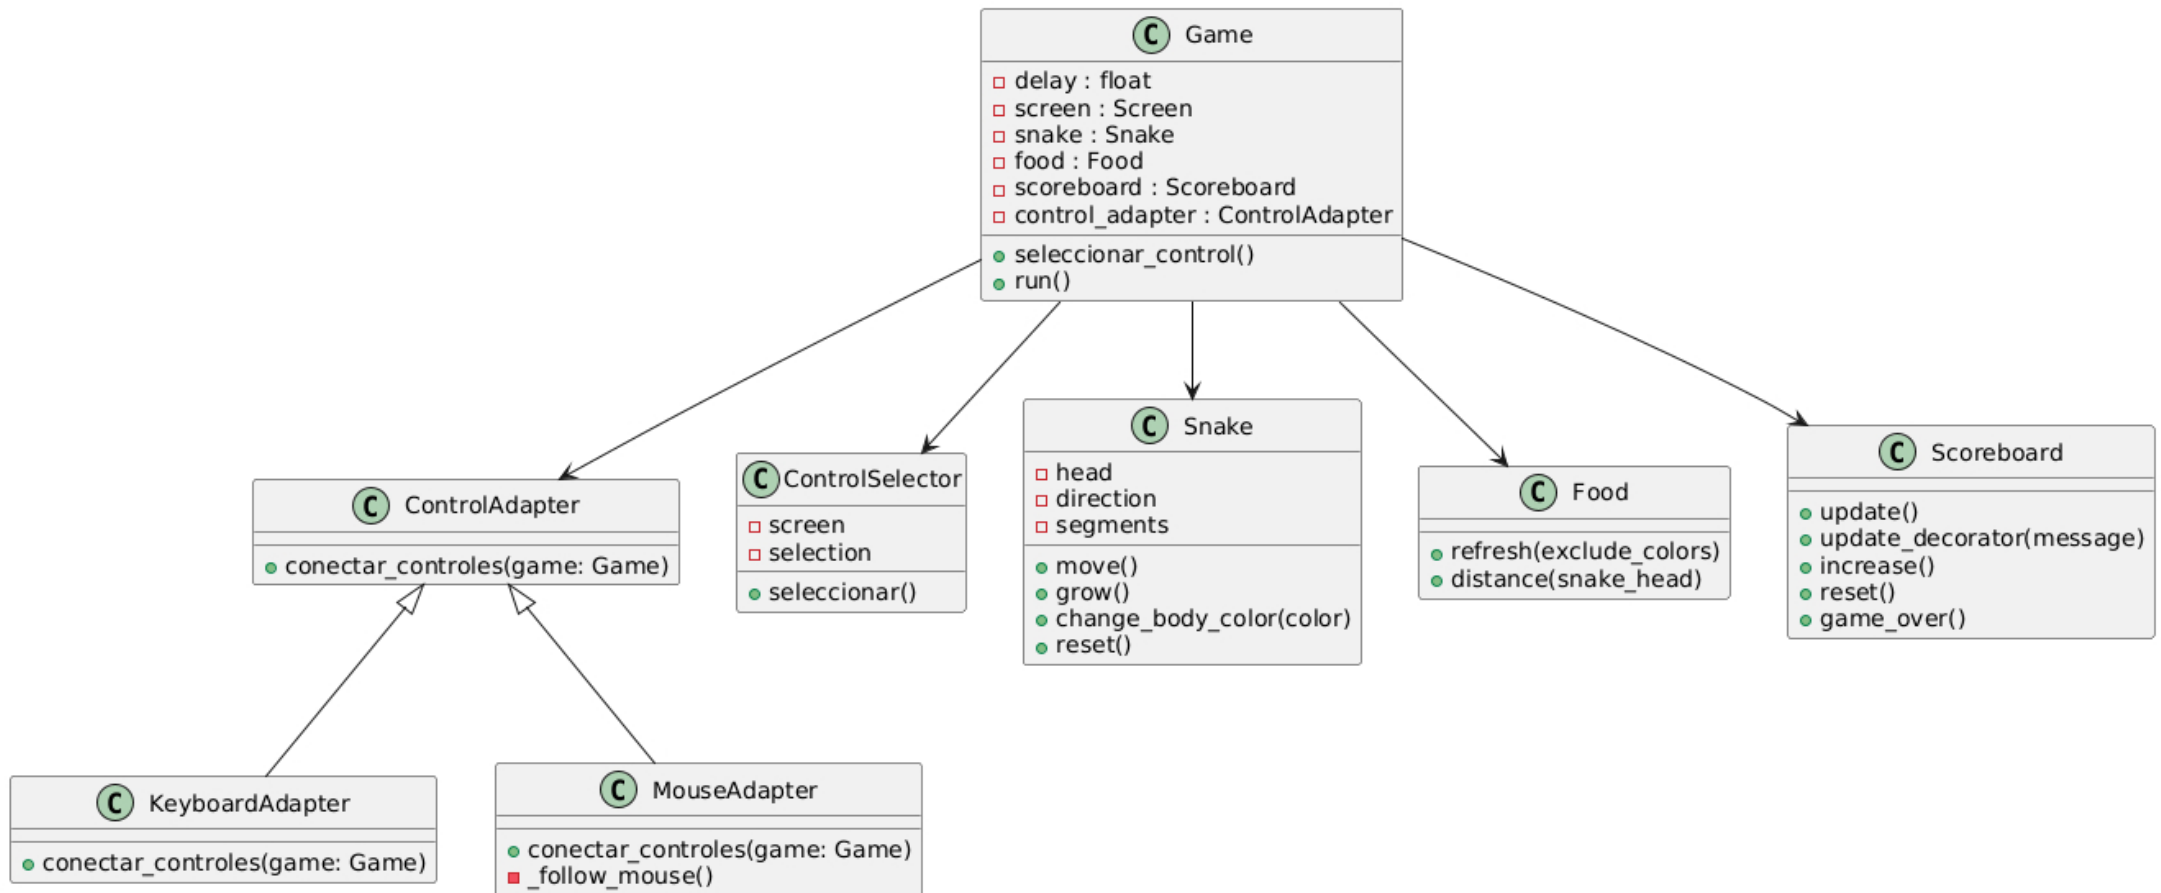 C Game
delay : float
screen : Screen
snake : Snake
food : Food
scoreboard : Scoreboard
control_adapter : ControlAdapter
seleccionar_control()
run()
C ControlAdapter
conectar_controles(game: Game)
C ControlSelector
screen
selection
seleccionar()
C Snake
head
direction
segments
move()
grow()
change_body_color(color)
reset()
C Food
refresh(exclude_colors)
distance(snake_head)
C Scoreboard
update()
update_decorator(message)
increase()
reset()
game_over()
C KeyboardAdapter
conectar_controles(game: Game)
C MouseAdapter
conectar_controles(game: Game)
_follow_mouse()